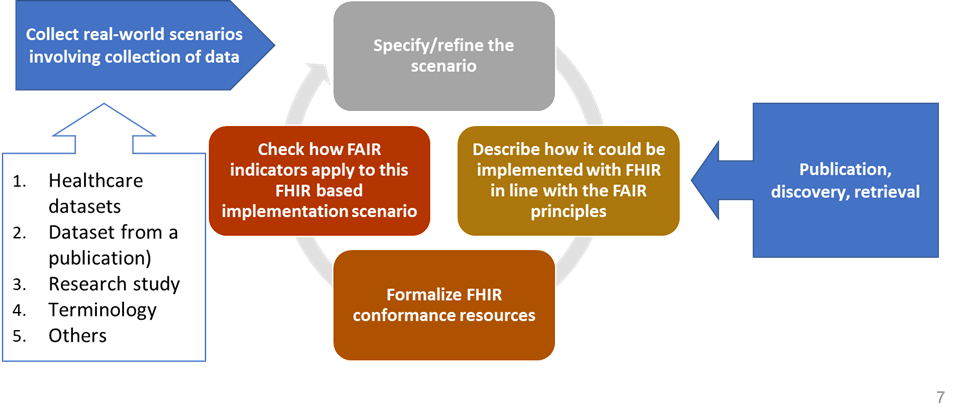 Collect real-world scenarios
involving collection of data
Specify/refine the
scenario
Check how FAIR
indicators apply to this
FHIR based
implementation scenario
Describe how it could be
implemented with FHIR
in line with the FAIR
principles
Publication,
discovery, retrieval
1. Healthcare
datasets
2. Dataset from a
publication)
3. Research study
4. Terminology
5. Others
Formalize FHIR
conformance resources
7